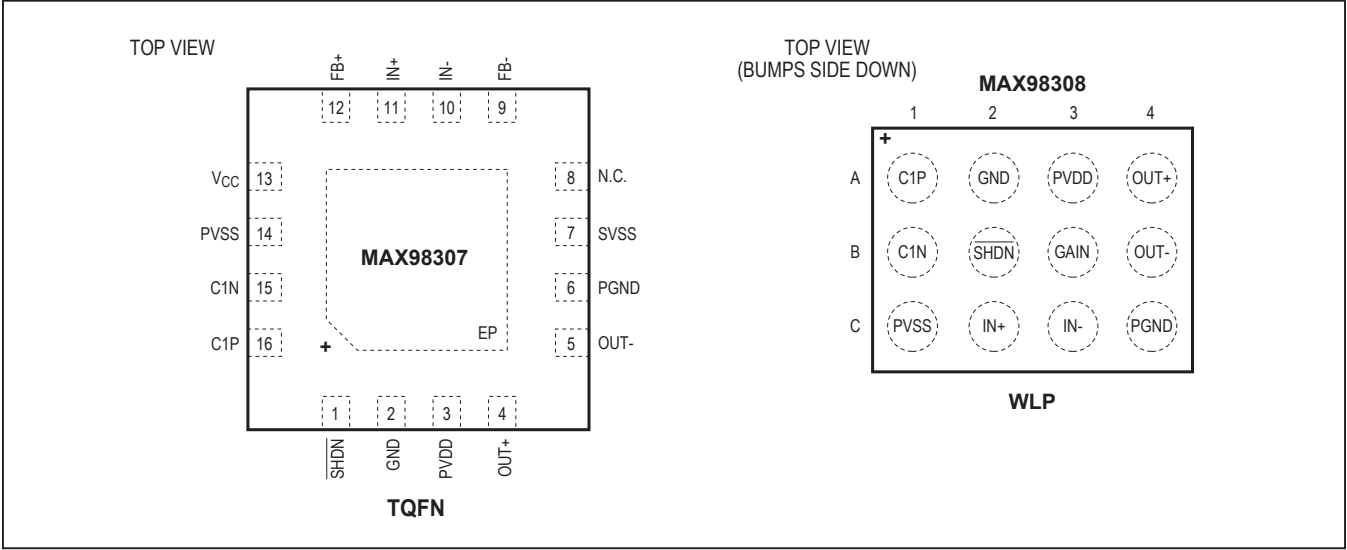 TOP VIEW
FB+ IN+ IN- FB-
12 11 10 9
VCC 13 8 N.C.
PVSS 14 7 SVSS
MAX98307
C1N 15 6 PGND
EP
C1P 16 + 5 OUT-
1 2 3 4
SHDN GND PVDD OUT+
TQFN
TOP VIEW
(BUMPS SIDE DOWN)
MAX98308
1 2 3 4
+
A C1P GND PVDD OUT+
B C1N SHDN GAIN OUT-
C PVSS IN+ IN- PGND
WLP